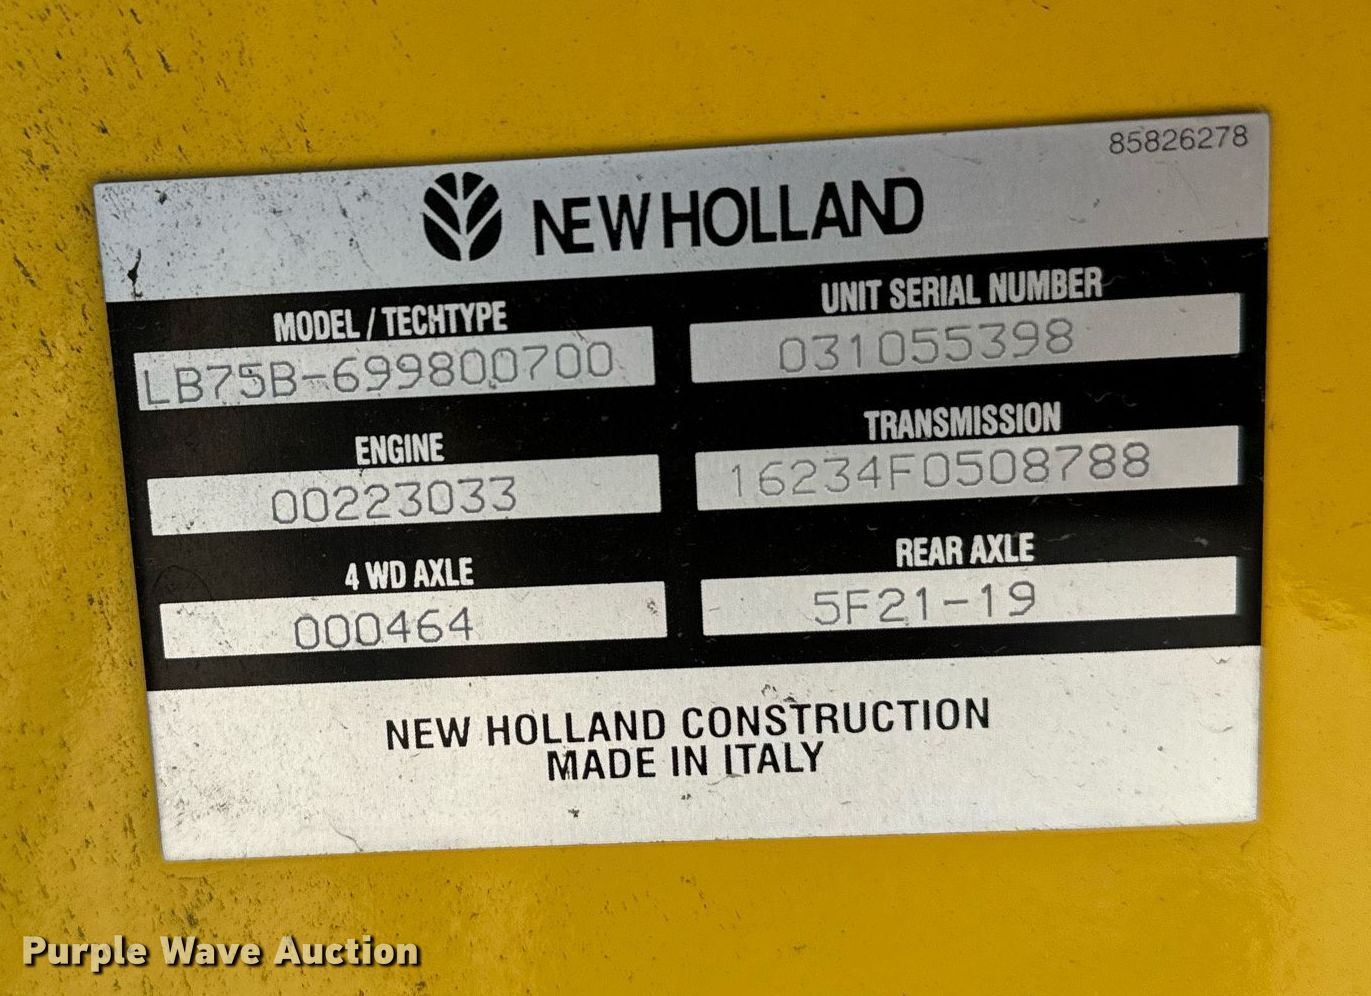 85826278
NEW HOLLAND
MODEL / TECHTYPE
LB75B-699800700
UNIT SERIAL NUMBER
031055398
ENGINE
00223033
TRANSMISSION
16234F0508788
4 WD AXLE
000464
REAR AXLE
5F21-19
NEW HOLLAND CONSTRUCTION
MADE IN ITALY
Purple Wave Auction